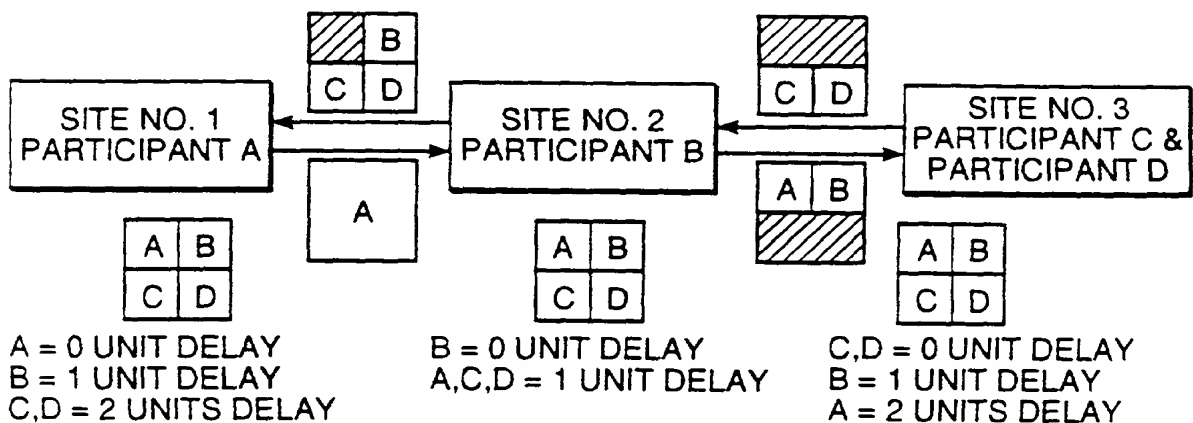 B
C D
C D
SITE NO. 1
PARTICIPANT A
SITE NO. 2
PARTICIPANT B
SITE NO. 3
PARTICIPANT C &
PARTICIPANT D
A
A B
A B
C D
A B
C D
A B
C D
A = 0 UNIT DELAY
B = 1 UNIT DELAY
C,D = 2 UNITS DELAY
B = 0 UNIT DELAY
A,C,D = 1 UNIT DELAY
C,D = 0 UNIT DELAY
B = 1 UNIT DELAY
A = 2 UNITS DELAY